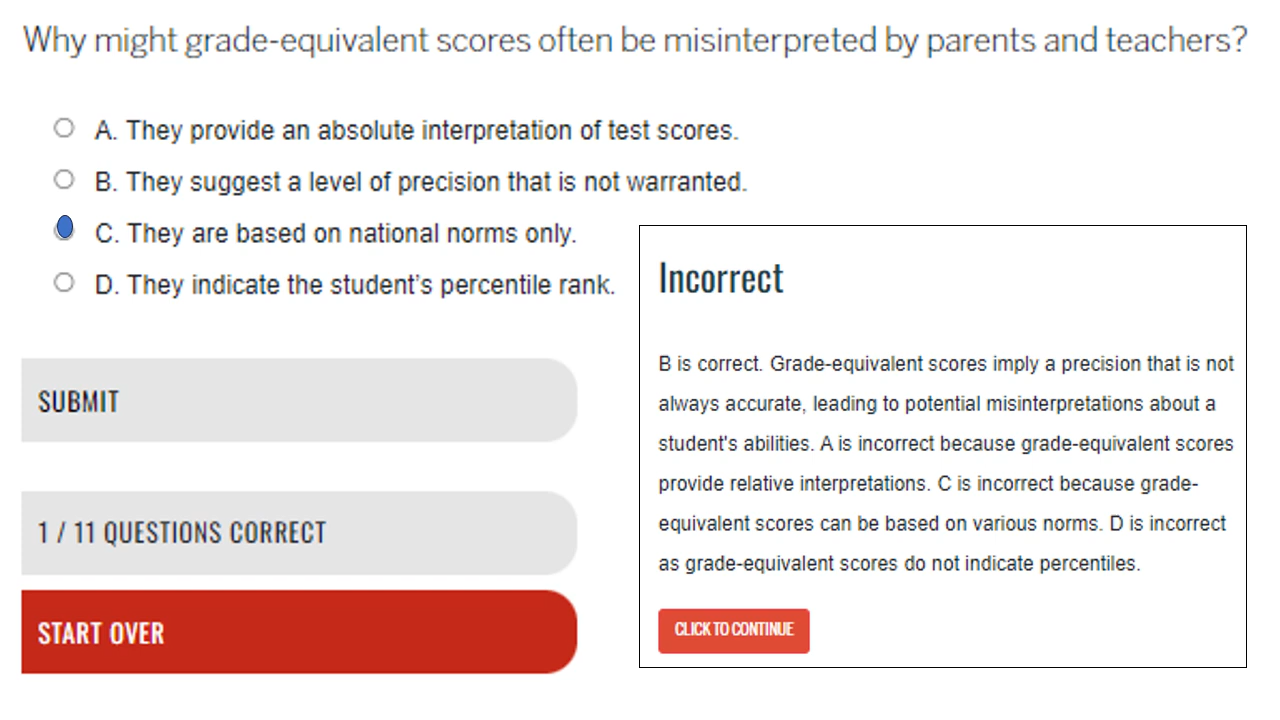 Why might grade-equivalent scores often be misinterpreted by parents and teachers?
A. They provide an absolute interpretation of test scores.
B. They suggest a level of precision that is not warranted.
C. They are based on national norms only.
D. They indicate the student’s percentile rank.
SUBMIT
1 / 11 QUESTIONS CORRECT
START OVER
Incorrect
B is correct. Grade-equivalent scores imply a precision that is not
always accurate, leading to potential misinterpretations about a
student's abilities. A is incorrect because grade-equivalent scores
provide relative interpretations. C is incorrect because grade-
equivalent scores can be based on various norms. D is incorrect
as grade-equivalent scores do not indicate percentiles.
CLICK TO CONTINUE